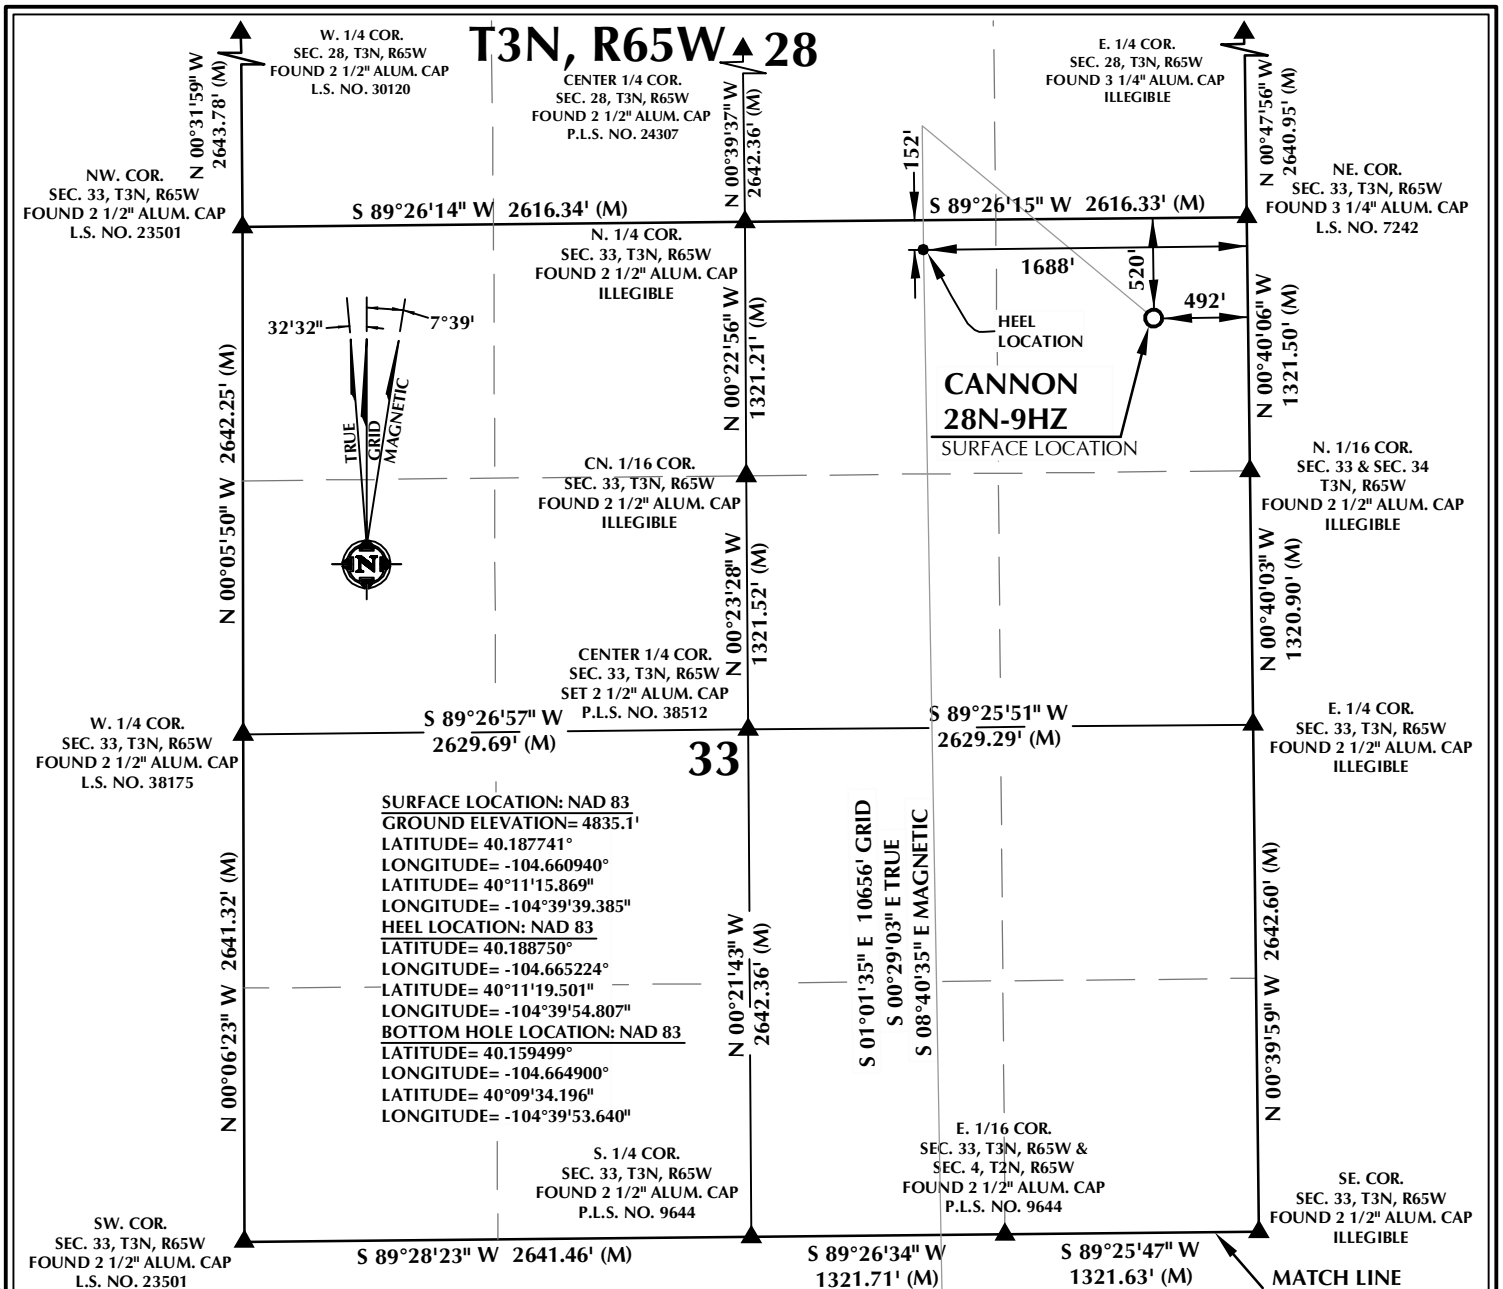 T3N, R65W 28
W. 1/4 COR.
SEC. 28, T3N, R65W
FOUND 2 1/2" ALUM. CAP
L.S. NO. 30120
N 00°31'59" W
2643.78' (M)
CENTER 1/4 COR.
SEC. 28, T3N, R65W
FOUND 2 1/2" ALUM. CAP
P.L.S. NO. 24307
N 00°39'37" W
2642.36' (M)
E. 1/4 COR.
SEC. 28, T3N, R65W
FOUND 3 1/4" ALUM. CAP
ILLEGIBLE
N 00°47'56" W
2640.95' (M)
NW. COR.
SEC. 33, T3N, R65W
FOUND 2 1/2" ALUM. CAP
L.S. NO. 23501
S 89°26'14" W 2616.34' (M)
152'
S 89°26'15" W 2616.33' (M)
NE. COR.
SEC. 33, T3N, R65W
FOUND 3 1/4" ALUM. CAP
L.S. NO. 7242
N. 1/4 COR.
SEC. 33, T3N, R65W
FOUND 2 1/2" ALUM. CAP
ILLEGIBLE
1688'
520'
492'
HEEL
LOCATION
32'32"
7°39'
TRUE
GRID
MAGNETIC
N
N 00°05'50" W 2642.25' (M)
N 00°22'56" W
1321.21' (M)
CANNON
28N-9HZ
SURFACE LOCATION
N 00°40'06" W
1321.50' (M)
CN. 1/16 COR.
SEC. 33, T3N, R65W
FOUND 2 1/2" ALUM. CAP
ILLEGIBLE
N. 1/16 COR.
SEC. 33 & SEC. 34
T3N, R65W
FOUND 2 1/2" ALUM. CAP
ILLEGIBLE
N 00°23'28" W
1321.52' (M)
N 00°40'03" W
1320.90' (M)
CENTER 1/4 COR.
SEC. 33, T3N, R65W
SET 2 1/2" ALUM. CAP
P.L.S. NO. 38512
W. 1/4 COR.
SEC. 33, T3N, R65W
FOUND 2 1/2" ALUM. CAP
L.S. NO. 38175
S 89°26'57" W
2629.69' (M)
33
S 89°25'51" W
2629.29' (M)
E. 1/4 COR.
SEC. 33, T3N, R65W
FOUND 2 1/2" ALUM. CAP
ILLEGIBLE
SURFACE LOCATION: NAD 83
GROUND ELEVATION= 4835.1'
LATITUDE= 40.187741°
LONGITUDE= -104.660940°
LATITUDE= 40°11'15.869"
LONGITUDE= -104°39'39.385"
HEEL LOCATION: NAD 83
LATITUDE= 40.188750°
LONGITUDE= -104.665224°
LATITUDE= 40°11'19.501"
LONGITUDE= -104°39'54.807"
BOTTOM HOLE LOCATION: NAD 83
LATITUDE= 40.159499°
LONGITUDE= -104.664900°
LATITUDE= 40°09'34.196"
LONGITUDE= -104°39'53.640"
N 00°06'23" W 2641.32' (M)
N 00°21'43" W
2642.36' (M)
S 01°01'35" E 10656' GRID
S 00°29'03" E TRUE
S 08°40'35" E MAGNETIC
N 00°39'59" W 2642.60' (M)
S. 1/4 COR.
SEC. 33, T3N, R65W
FOUND 2 1/2" ALUM. CAP
P.L.S. NO. 9644
E. 1/16 COR.
SEC. 33, T3N, R65W &
SEC. 4, T2N, R65W
FOUND 2 1/2" ALUM. CAP
P.L.S. NO. 9644
SE. COR.
SEC. 33, T3N, R65W
FOUND 2 1/2" ALUM. CAP
ILLEGIBLE
SW. COR.
SEC. 33, T3N, R65W
FOUND 2 1/2" ALUM. CAP
L.S. NO. 23501
S 89°28'23" W 2641.46' (M)
S 89°26'34" W
1321.71' (M)
S 89°25'47" W
1321.63' (M)
MATCH LINE